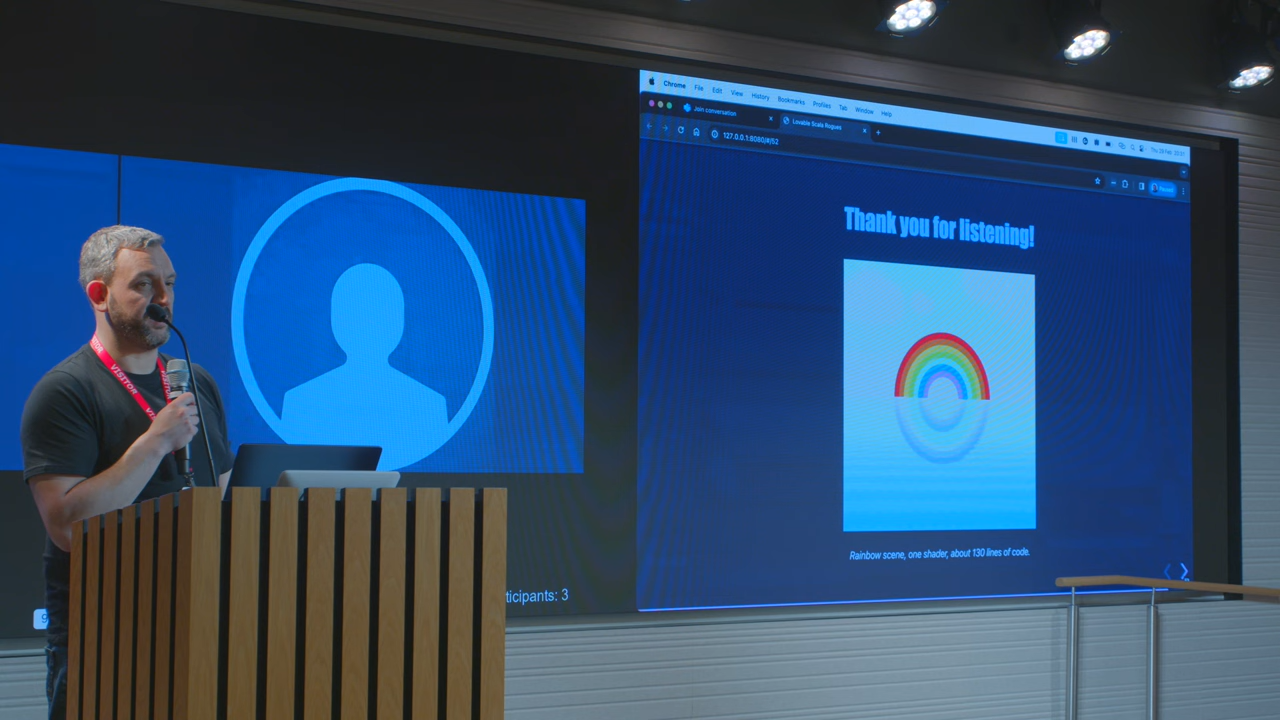 Chrome File Edit View History Bookmarks Profiles Tab Window Help
Join conversation
Lovable Scala Rogues
127.0.0.1:8080/#/52
Thank you for listening!
Rainbow scene, one shader, about 130 lines of code.
VISITOR
ticipants: 3